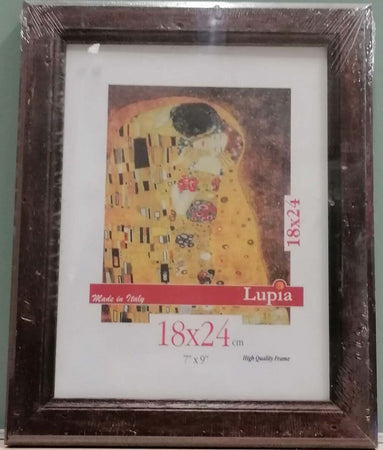 18x24
Made in Italy
Lupia
18x24 cm
7" x 9"
High Quality Frame